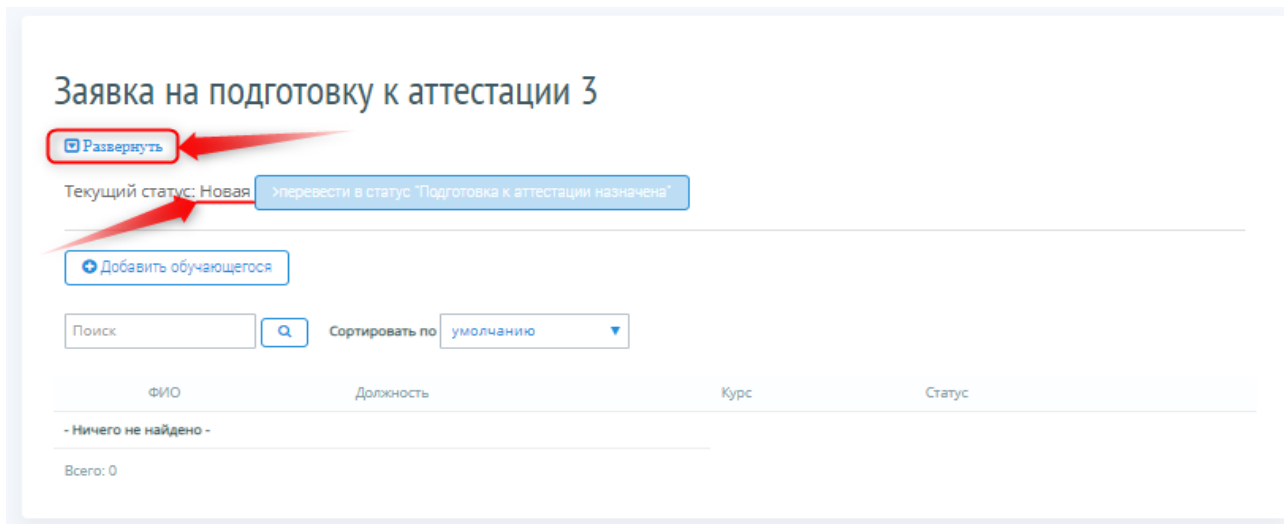 Заявка на подготовку к аттестации 3
Развернуть
Текущий статус: Новая >перевести в статус "Подготовка к аттестации назначена"
Добавить обучающегося
Поиск Сортировать по умолчанию
ФИО Должность Курс Статус
- Ничего не найдено -
Всего: 0